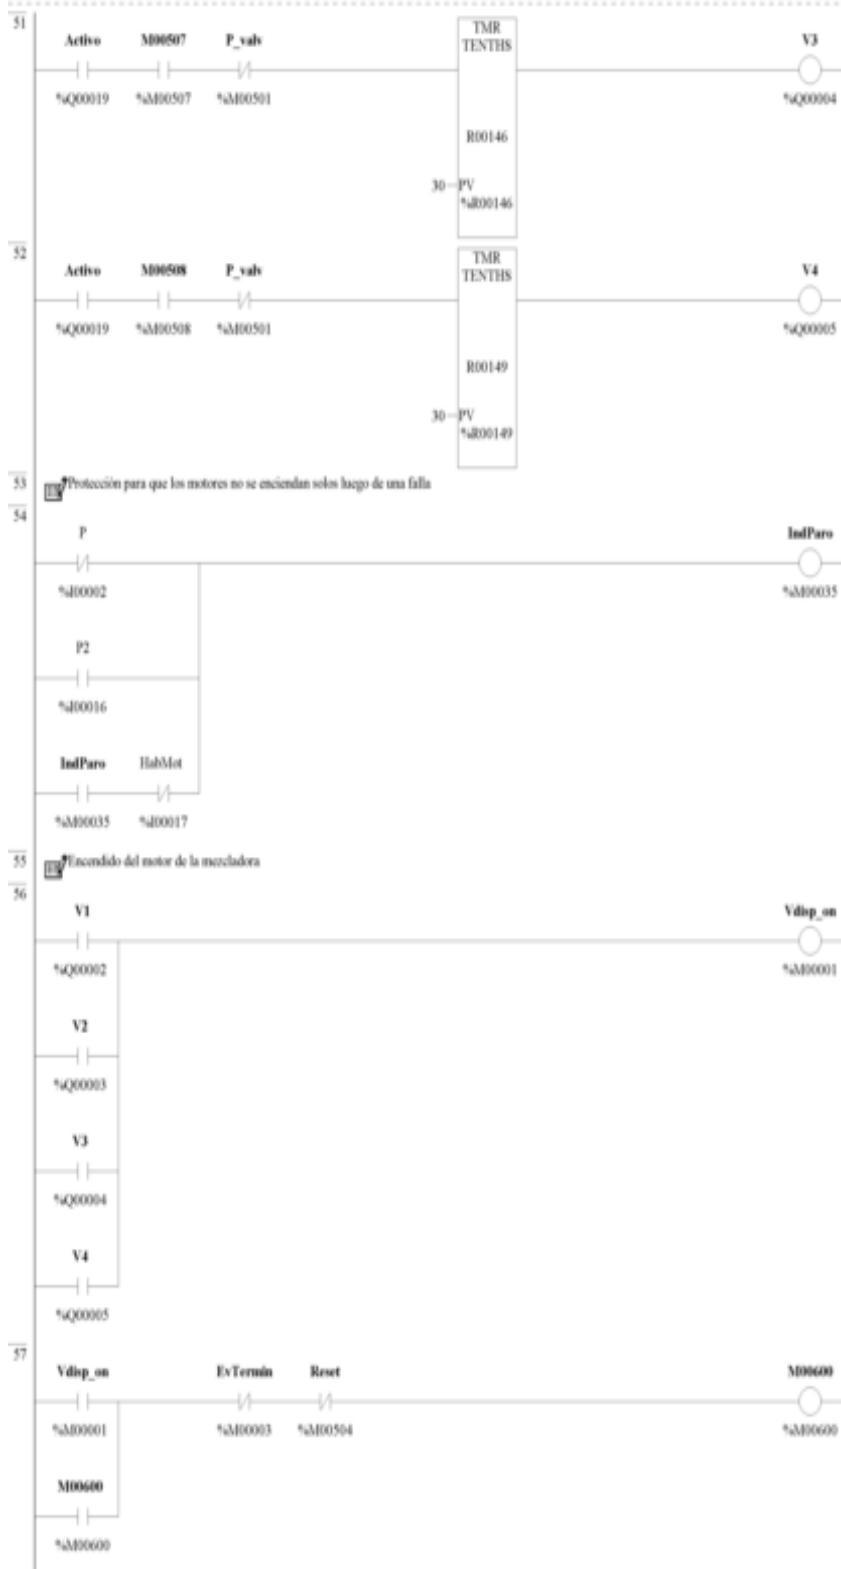 51
TMR
TENTHS
Activo M00507 P_valv V3
%Q00019 %M00507 %M00501 %Q00004
R00146
30 PV
%R00146
52
TMR
TENTHS
Activo M00508 P_valv V4
%Q00019 %M00508 %M00501 %Q00005
R00149
30 PV
%R00149
53
Protección para que los motores no se enciendan solos luego de una falla
54
P IndParo
%I00002 %M00035
P2
%I00016
IndParo HabMot
%M00035 %I00017
55
Encendido del motor de la mezcladora
56
V1 Vdisp_on
%Q00002 %M00001
V2
%Q00003
V3
%Q00004
V4
%Q00005
57
Vdisp_on EvTermin Reset M00600
%M00001 %M00003 %M00504 %M00600
M00600
%M00600